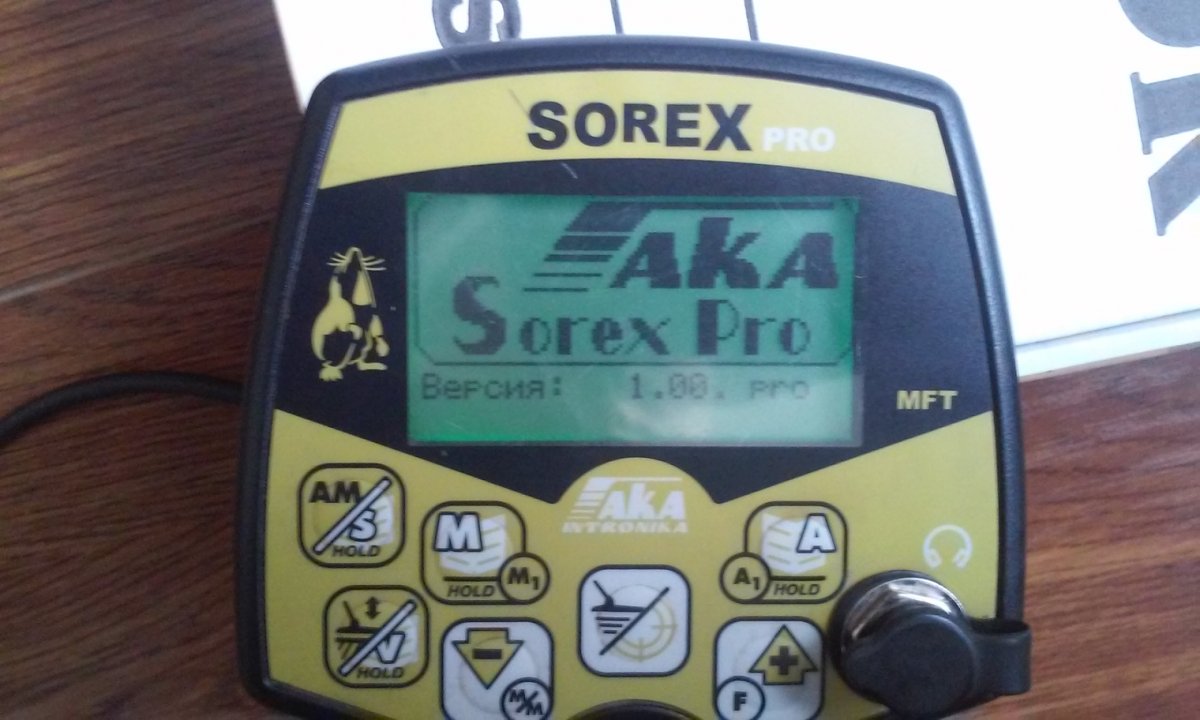 SOREX PRO
AKA
Sorex Pro
Версия: 1.00. pro
MFT
AKA
INTRONIKA
AM/S
HOLD
M
HOLD M1
A
A1 HOLD
V
HOLD
-
M/M
+
F